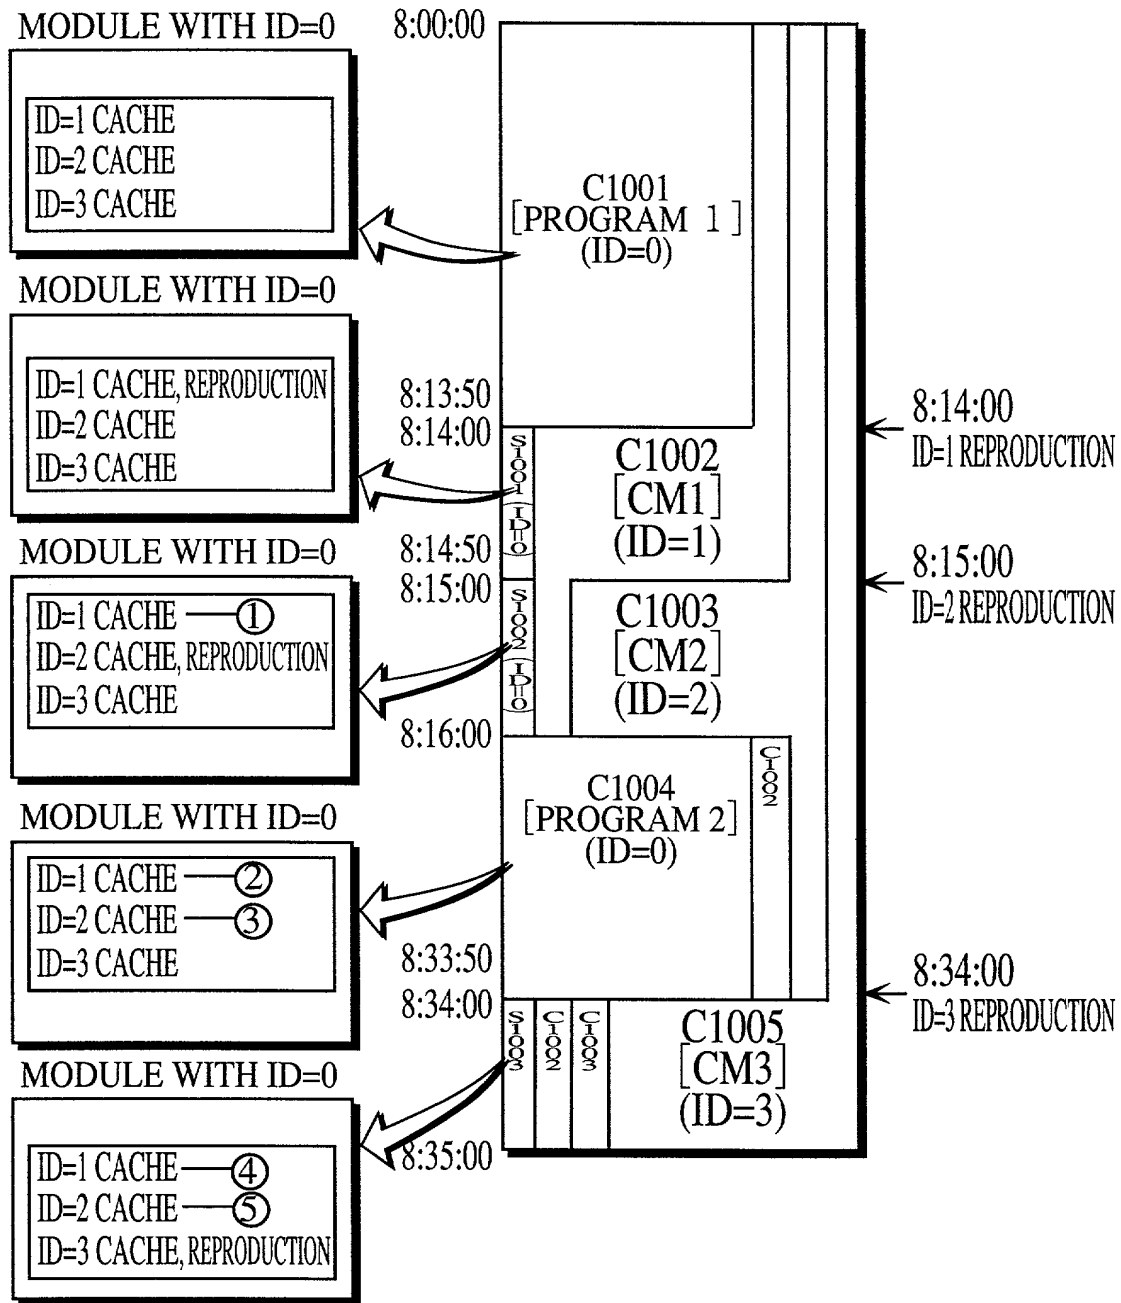 MODULE WITH ID=0
ID=1 CACHE
ID=2 CACHE
ID=3 CACHE
MODULE WITH ID=0
ID=1 CACHE, REPRODUCTION
ID=2 CACHE
ID=3 CACHE
MODULE WITH ID=0
ID=1 CACHE ①
ID=2 CACHE, REPRODUCTION
ID=3 CACHE
MODULE WITH ID=0
ID=1 CACHE ②
ID=2 CACHE ③
ID=3 CACHE
MODULE WITH ID=0
ID=1 CACHE ④
ID=2 CACHE ⑤
ID=3 CACHE, REPRODUCTION
8:00:00
8:13:50
8:14:00
8:14:50
8:15:00
8:16:00
8:33:50
8:34:00
8:35:00
C1001
[PROGRAM 1]
(ID=0)
S1001(ID=0)
C1002
[CM1]
(ID=1)
S1002(ID=0)
C1003
[CM2]
(ID=2)
C1004
[PROGRAM 2]
(ID=0)
C1002
S1003
C1002
C1003
C1005
[CM3]
(ID=3)
8:14:00
ID=1 REPRODUCTION
8:15:00
ID=2 REPRODUCTION
8:34:00
ID=3 REPRODUCTION